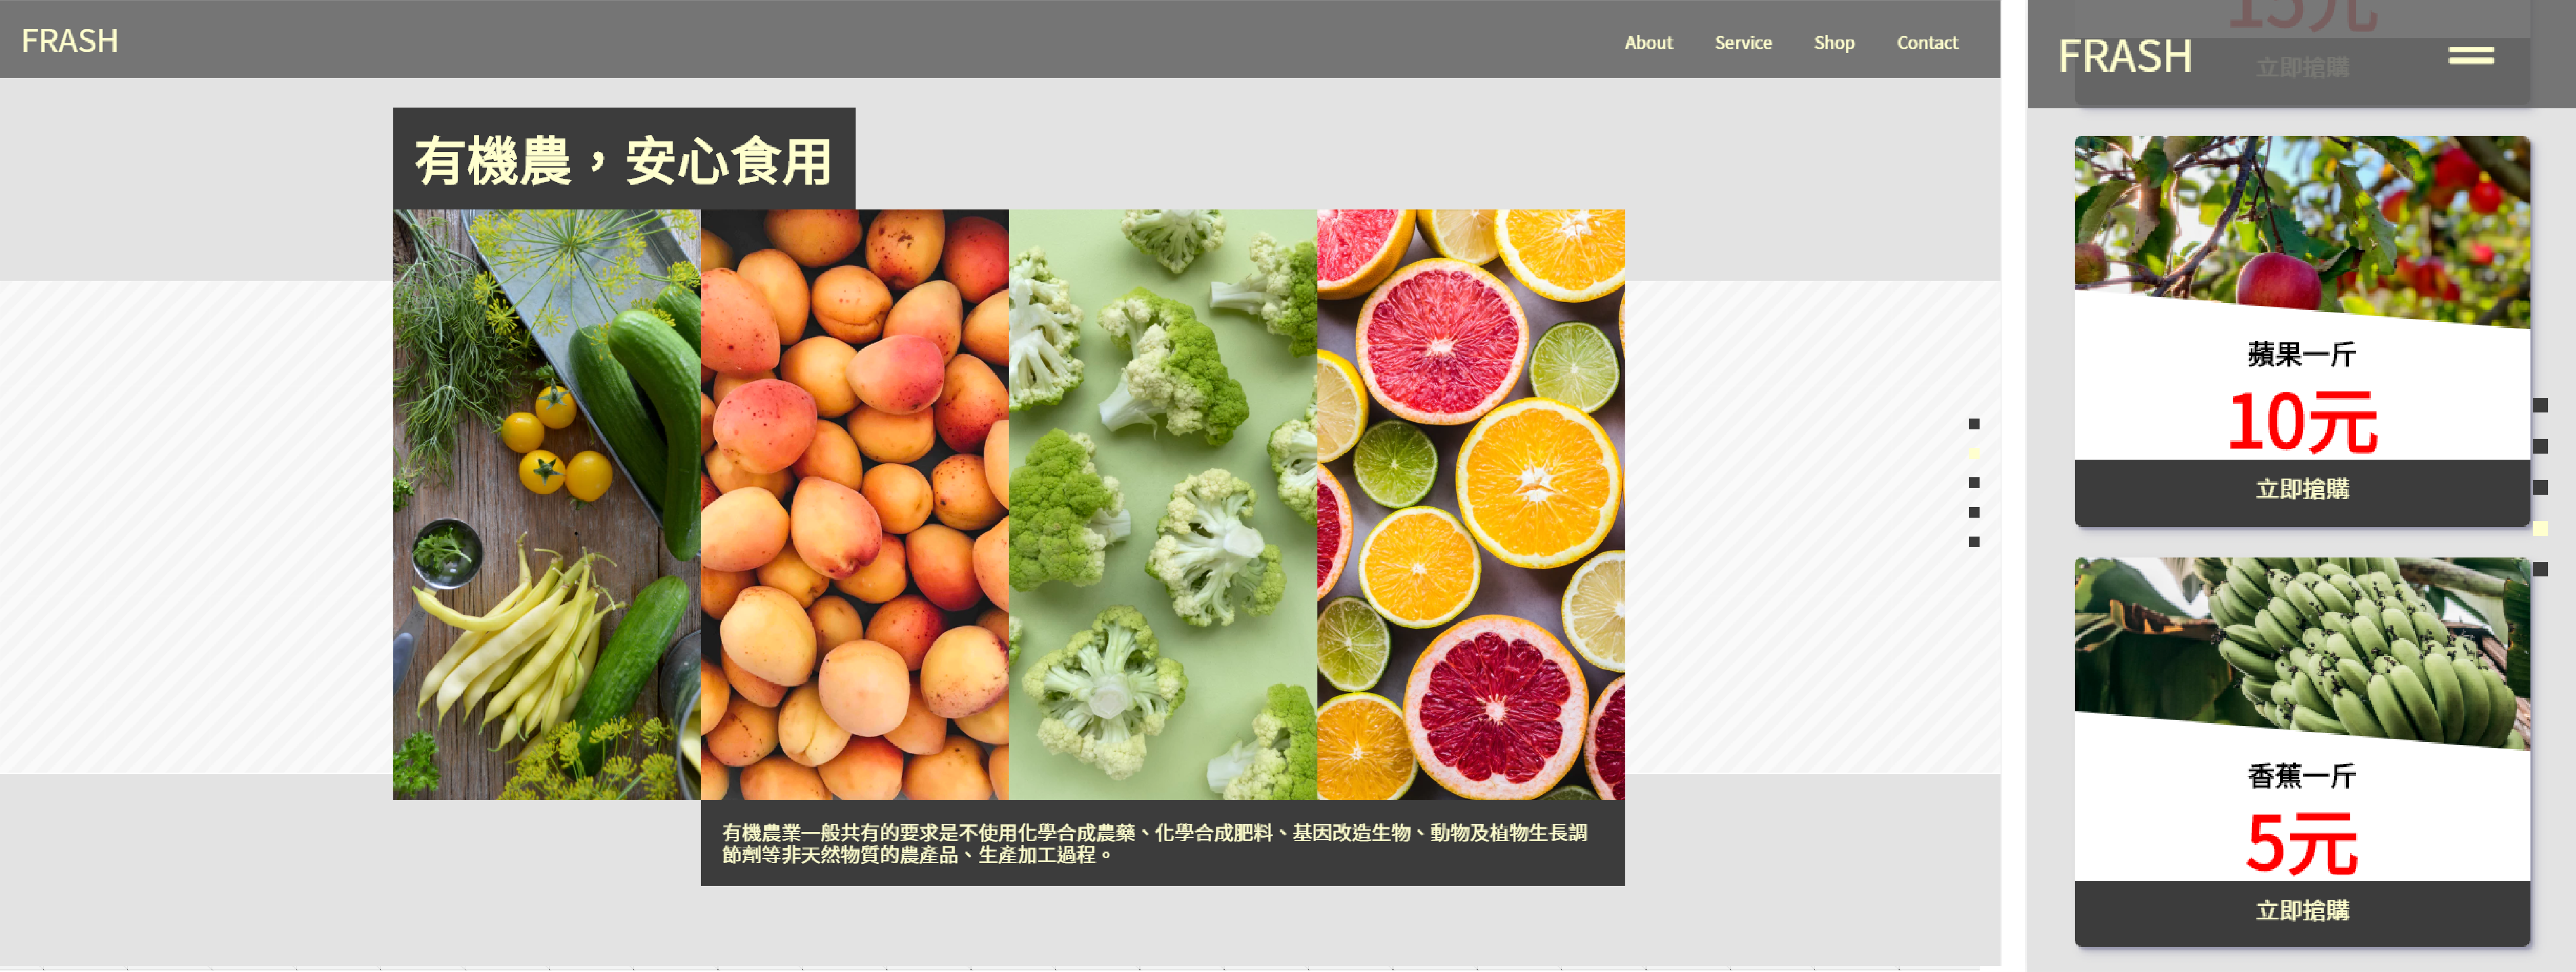 FRASH
About
Service
Shop
Contact
有機農，安心食用
有機農業一般共有的要求是不使用化學合成農藥、化學合成肥料、基因改造生物、動物及植物生長調
節劑等非天然物質的農產品、生產加工過程。
15元
FRASH
立即搶購
蘋果一斤
10元
立即搶購
香蕉一斤
5元
立即搶購